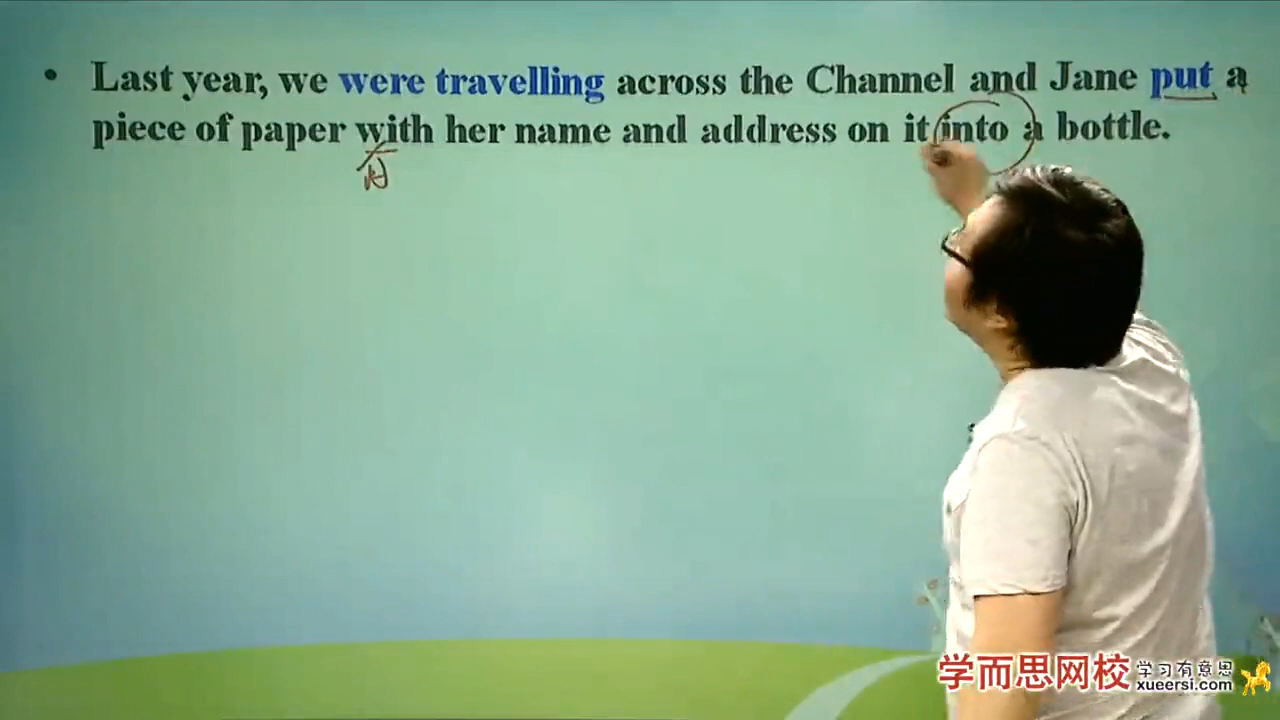 • Last year, we were travelling across the Channel and Jane put a
piece of paper with her name and address on it into a bottle.
有
学而思网校 学习有意思
xueersi.com